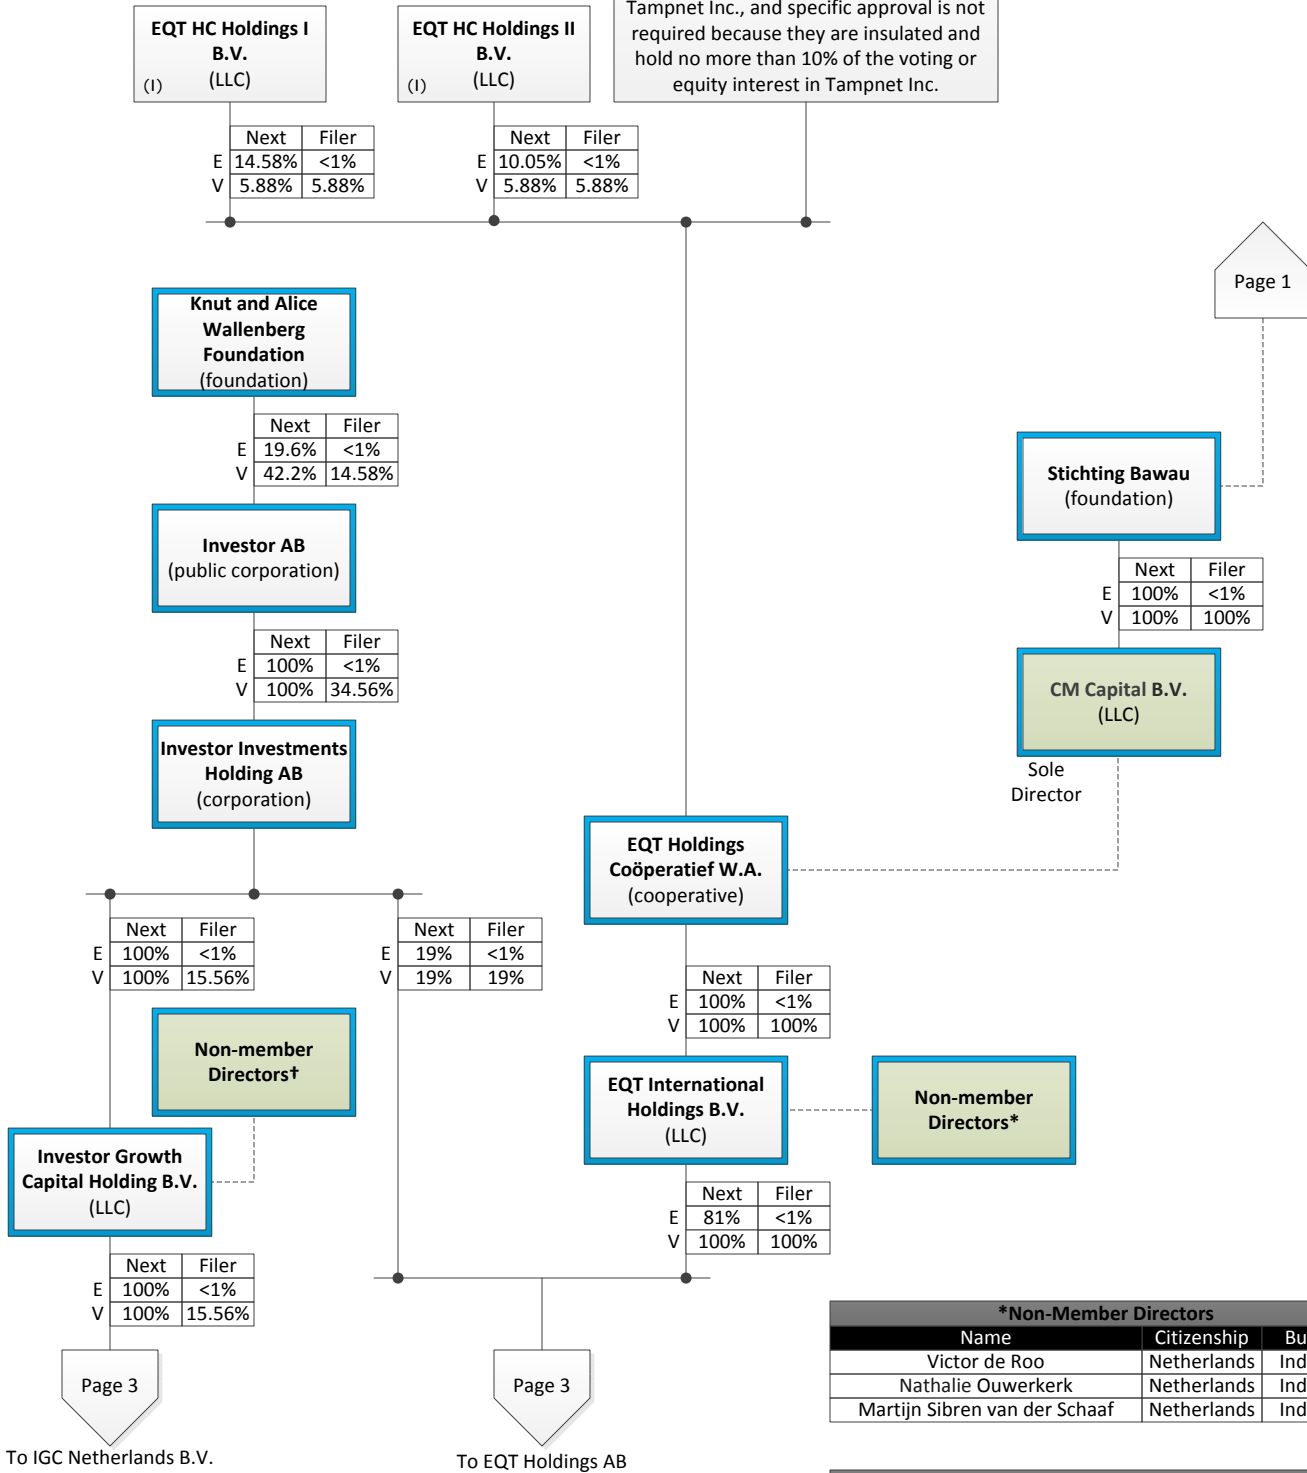 EQT HC Holdings I
B.V.
(LLC)
(I)
EQT HC Holdings II
B.V.
(LLC)
(I)
Tampnet Inc., and specific approval is not
required because they are insulated and
hold no more than 10% of the voting or
equity interest in Tampnet Inc.
Next Filer
E 14.58% <1%
V 5.88% 5.88%
Next Filer
E 10.05% <1%
V 5.88% 5.88%
Page 1
Knut and Alice
Wallenberg
Foundation
(foundation)
Next Filer
E 19.6% <1%
V 42.2% 14.58%
Stichting Bawau
(foundation)
Investor AB
(public corporation)
Next Filer
E 100% <1%
V 100% 100%
Next Filer
E 100% <1%
V 100% 34.56%
CM Capital B.V.
(LLC)
Sole
Director
Investor Investments
Holding AB
(corporation)
EQT Holdings
Coöperatief W.A.
(cooperative)
Next Filer
E 100% <1%
V 100% 15.56%
Next Filer
E 19% <1%
V 19% 19%
Next Filer
E 100% <1%
V 100% 100%
Non-member
Directors†
EQT International
Holdings B.V.
(LLC)
Non-member
Directors*
Investor Growth
Capital Holding B.V.
(LLC)
Next Filer
E 81% <1%
V 100% 100%
Next Filer
E 100% <1%
V 100% 15.56%
*Non-Member Directors
Name Citizenship Bu
Victor de Roo Netherlands Ind
Nathalie Ouwerkerk Netherlands Ind
Martijn Sibren van der Schaaf Netherlands Ind
Page 3
To IGC Netherlands B.V.
Page 3
To EQT Holdings AB